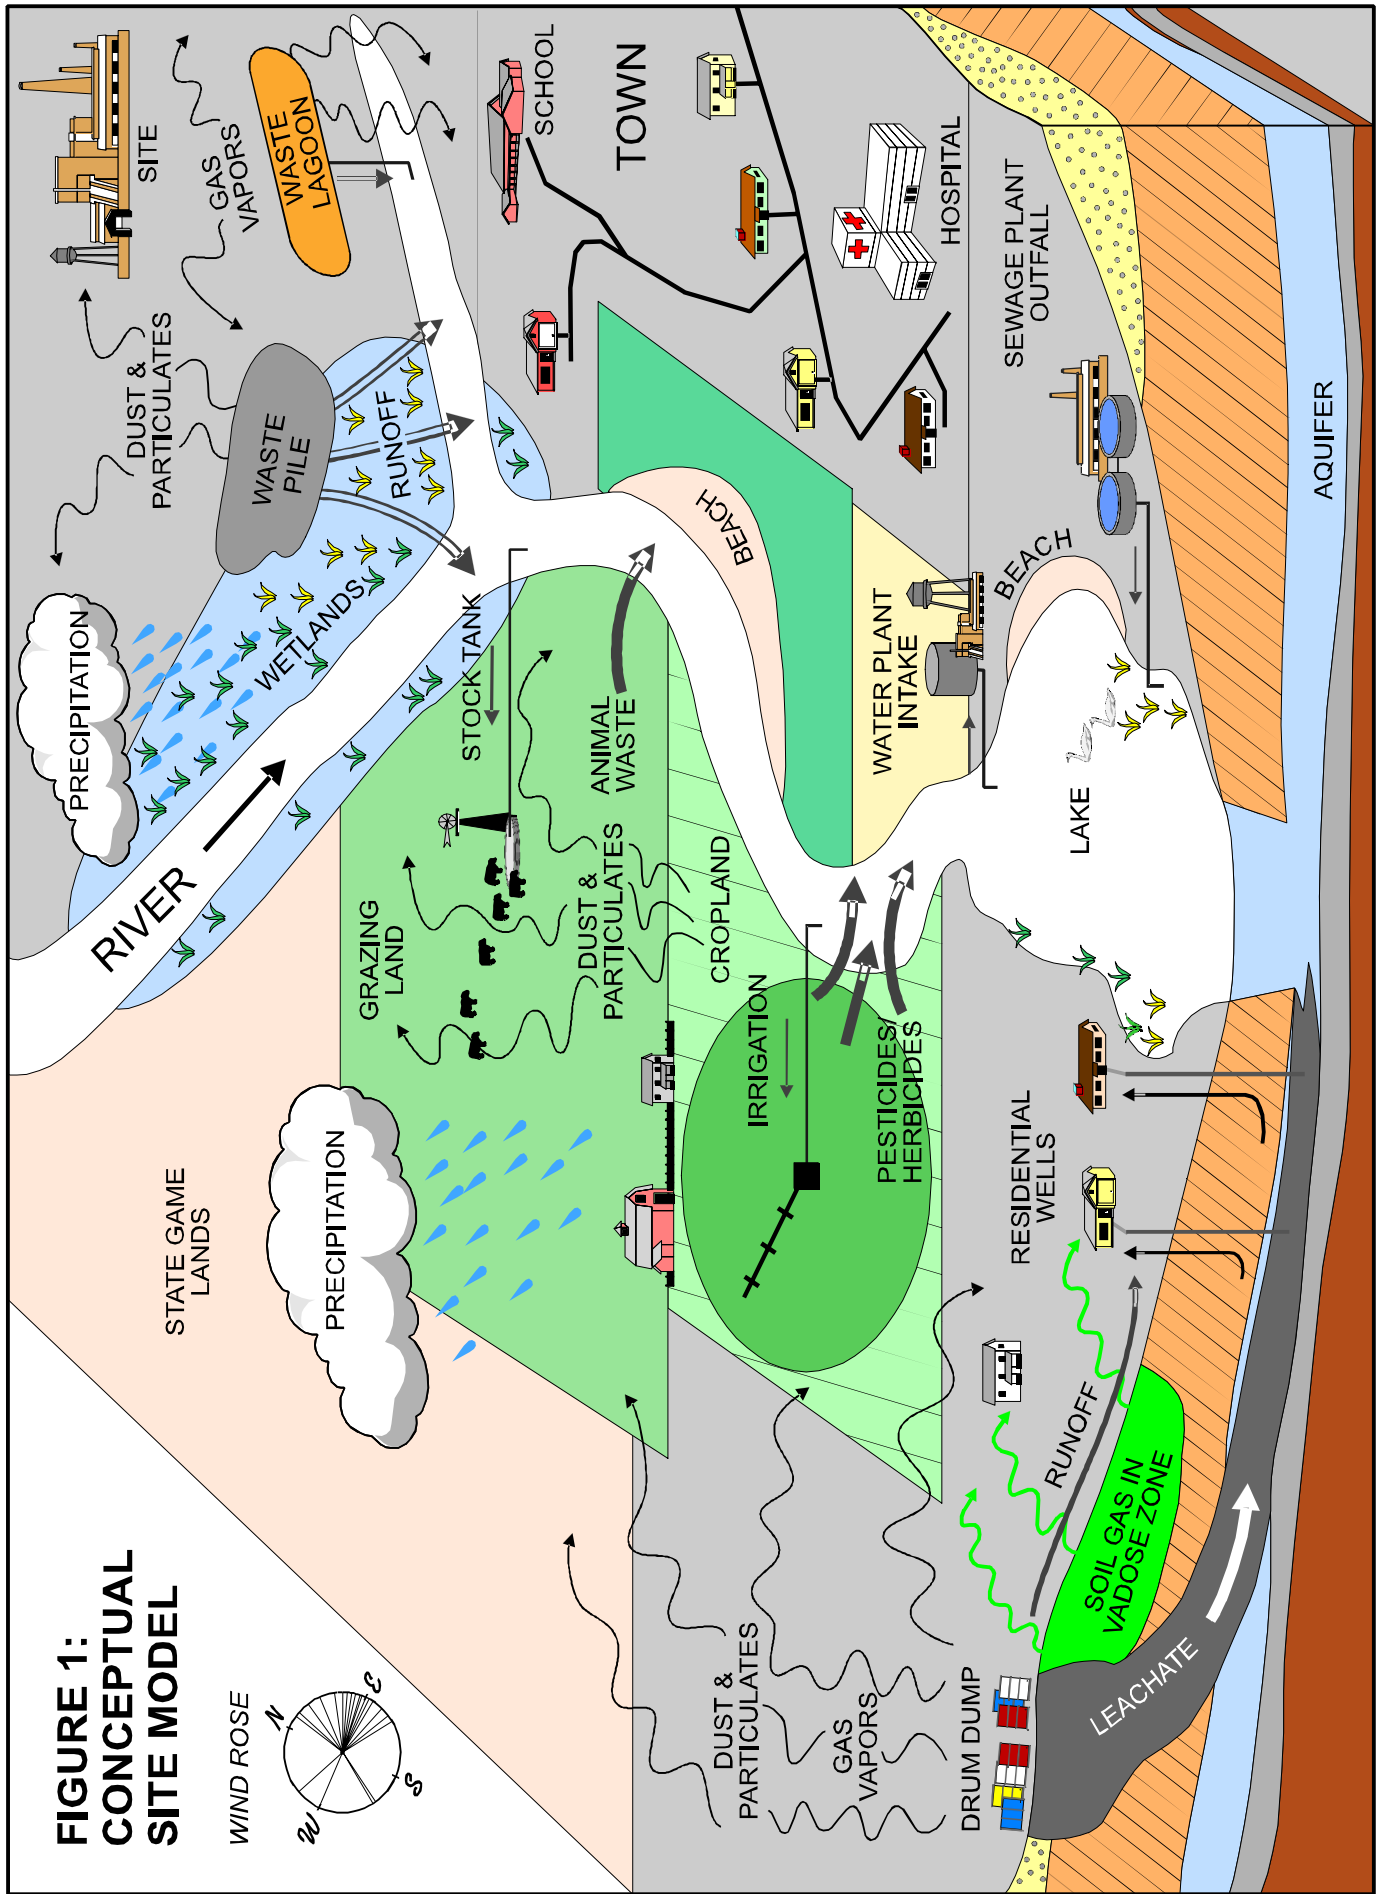 FIGURE 1:
CONCEPTUAL
SITE MODEL
WIND ROSE
N
E
S
W
STATE GAME
LANDS
PRECIPITATION
RIVER
PRECIPITATION
WETLANDS
DUST &
PARTICULATES
WASTE
PILE
RUNOFF
GAS
VAPORS
SITE
WASTE
LAGOON
GRAZING
LAND
STOCK TANK
ANIMAL
WASTE
DUST &
PARTICULATES
CROPLAND
IRRIGATION
PESTICIDES/
HERBICIDES
BEACH
SCHOOL
TOWN
HOSPITAL
WATER PLANT
INTAKE
BEACH
SEWAGE PLANT
OUTFALL
LAKE
DUST &
PARTICULATES
GAS
VAPORS
DRUM DUMP
RESIDENTIAL
WELLS
RUNOFF
SOIL GAS IN
VADOSE ZONE
LEACHATE
AQUIFER